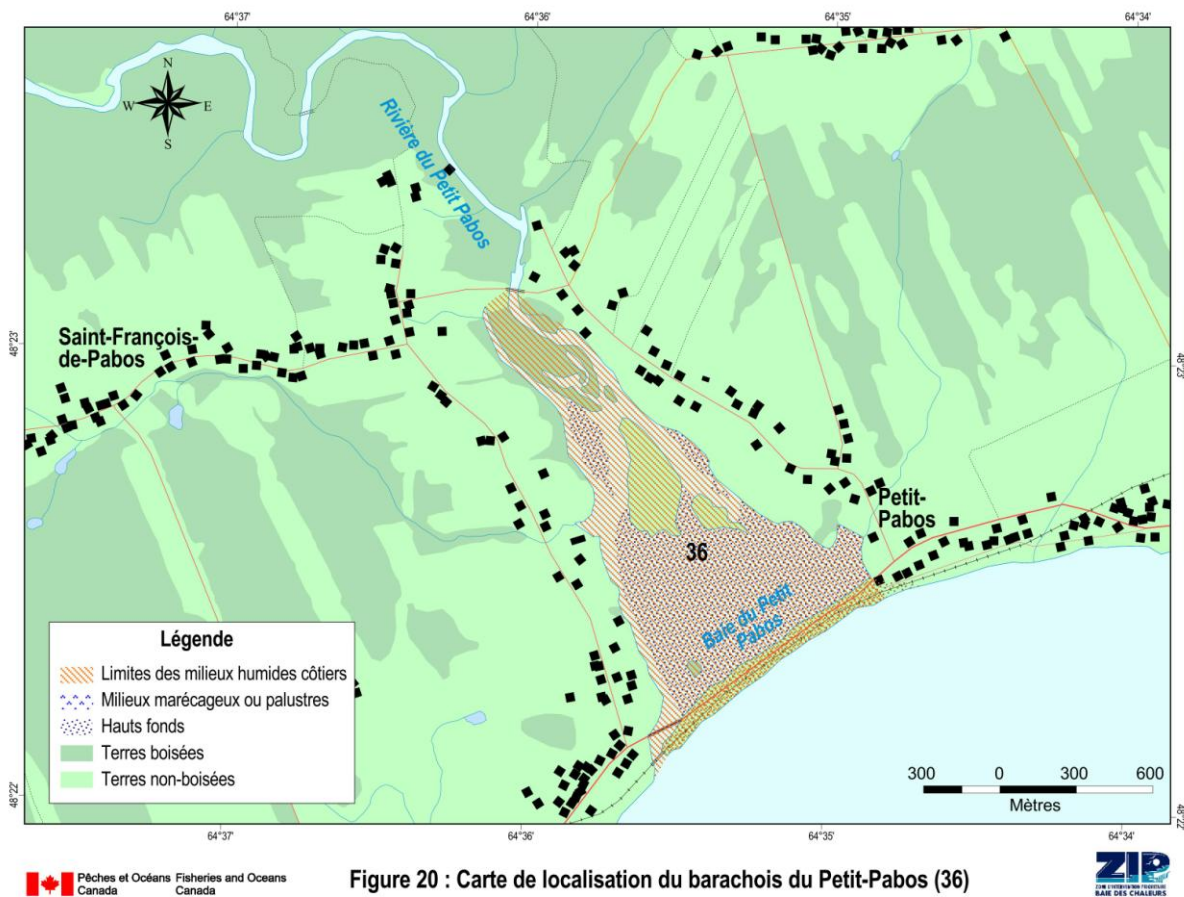 64°37'
64°36'
64°35'
64°34'
N
W
E
S
Rivière du Petit Pabos
48°23'
Saint-François-
de-Pabos
48°23'
Petit-
Pabos
36
Baie du Petit
Pabos
Légende
Limites des milieux humides côtiers
Milieux marécageux ou palustres
Hauts fonds
Terres boisées
Terres non-boisées
300 0 300 600
Mètres
48°22'
48°22'
64°37'
64°36'
64°35'
64°34'
Pêches et Océans Fisheries and Oceans
Canada Canada
Figure 20 : Carte de localisation du barachois du Petit-Pabos (36)
ZIP
ZONE D'INTERVENTION PRIORITAIRE
BAIE DES CHALEURS